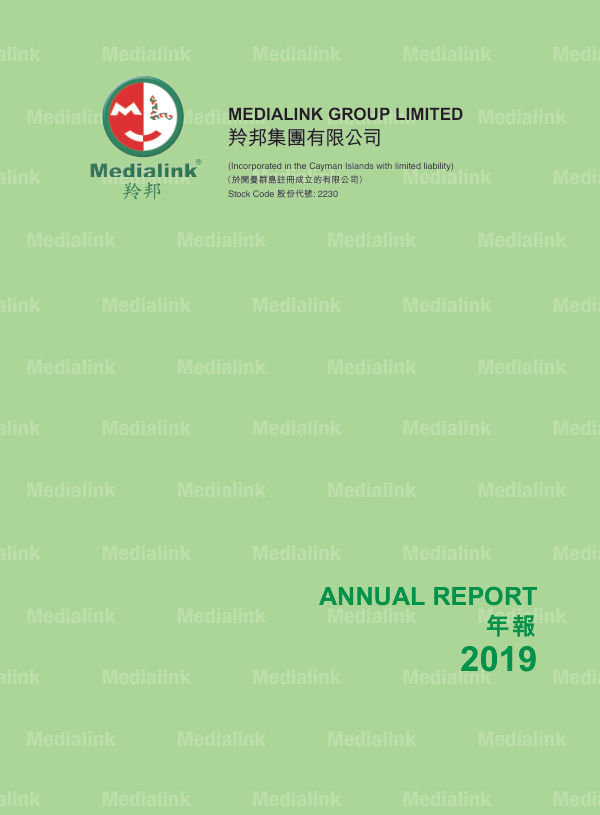 MEDIALINK GROUP LIMITED
羚邦集團有限公司
(Incorporated in the Cayman Islands with limited liability)
(於開曼群島註冊成立的有限公司)
Stock Code 股份代號: 2230
Medialink®
羚邦
ANNUAL REPORT
年報
2019